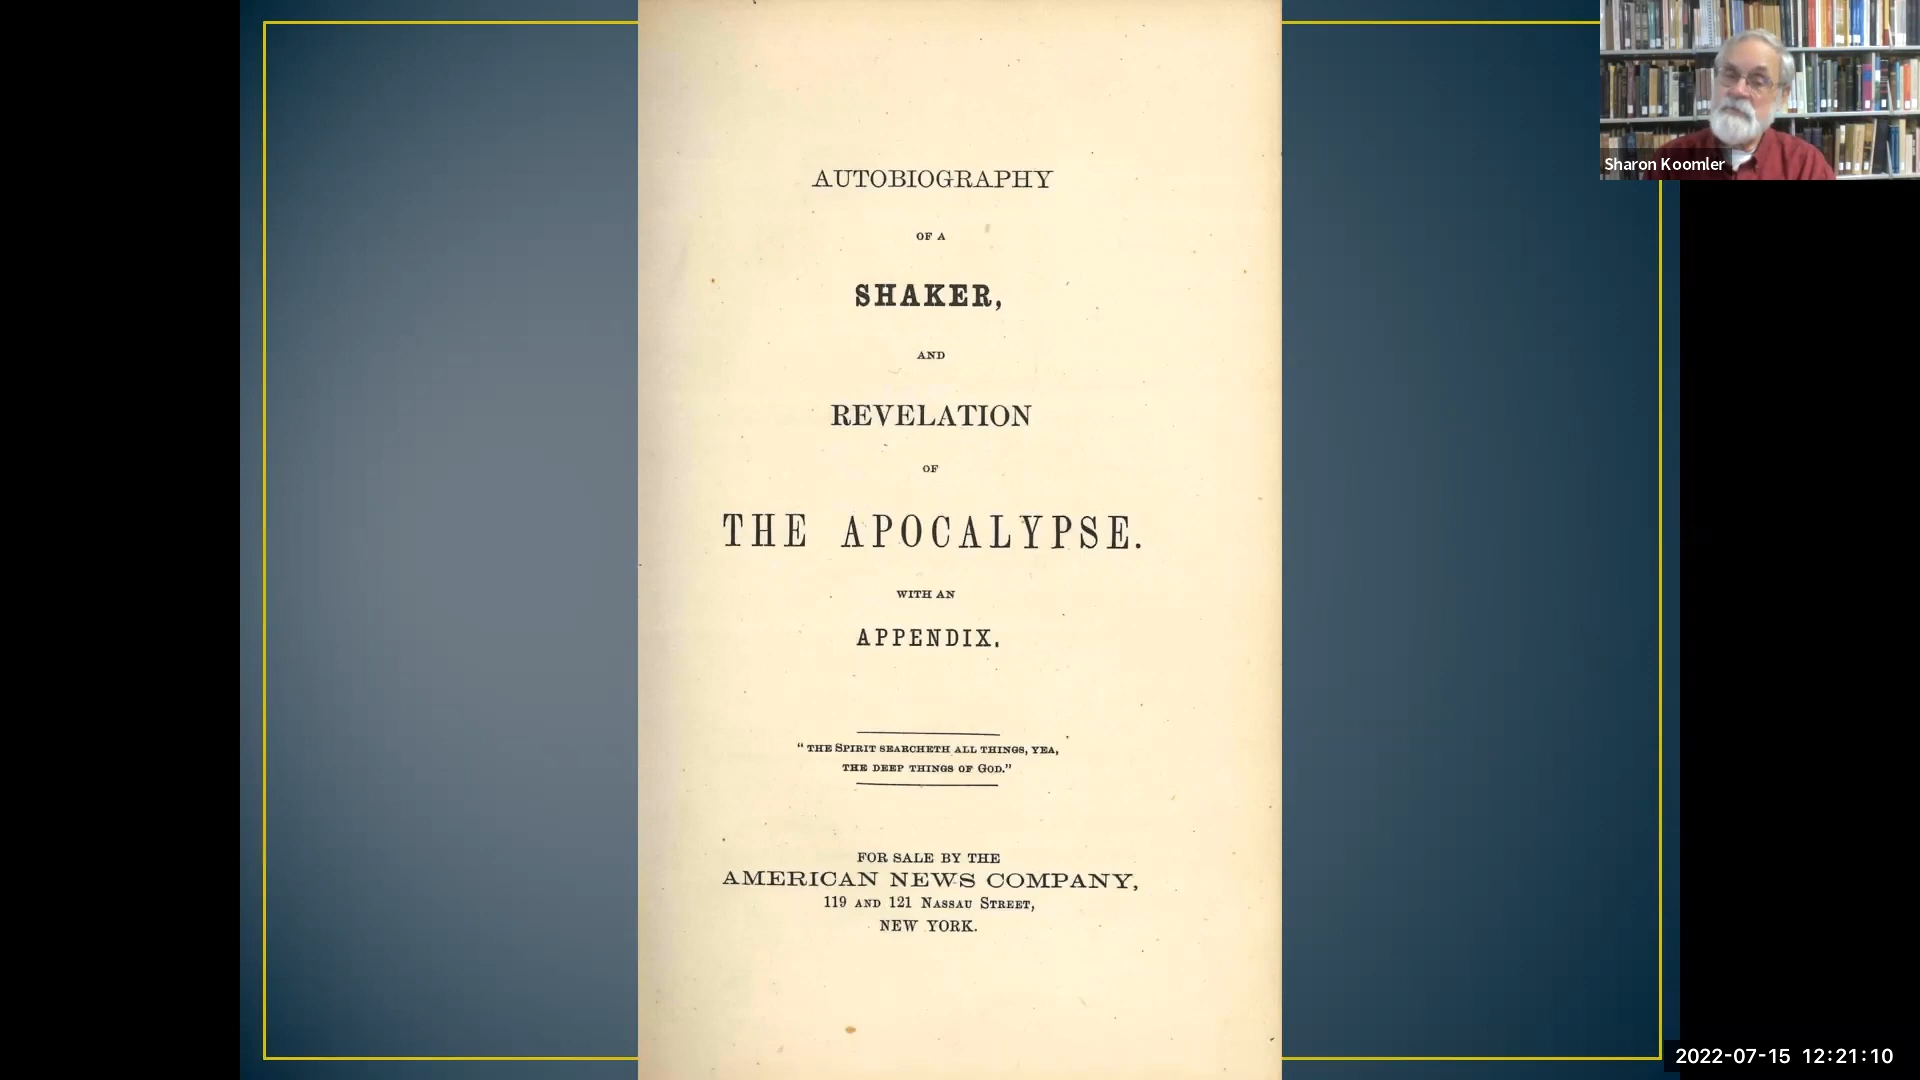 AUTOBIOGRAPHY
OF A
SHAKER,
AND
REVELATION
OF
THE APOCALYPSE.
WITH AN
APPENDIX.
“THE SPIRIT SEARCHETH ALL THINGS, YEA,
THE DEEP THINGS OF GOD.”
FOR SALE BY THE
AMERICAN NEWS COMPANY,
119 AND 121 NASSAU STREET,
NEW YORK.
Sharon Koomler
2022-07-15 12:21:10